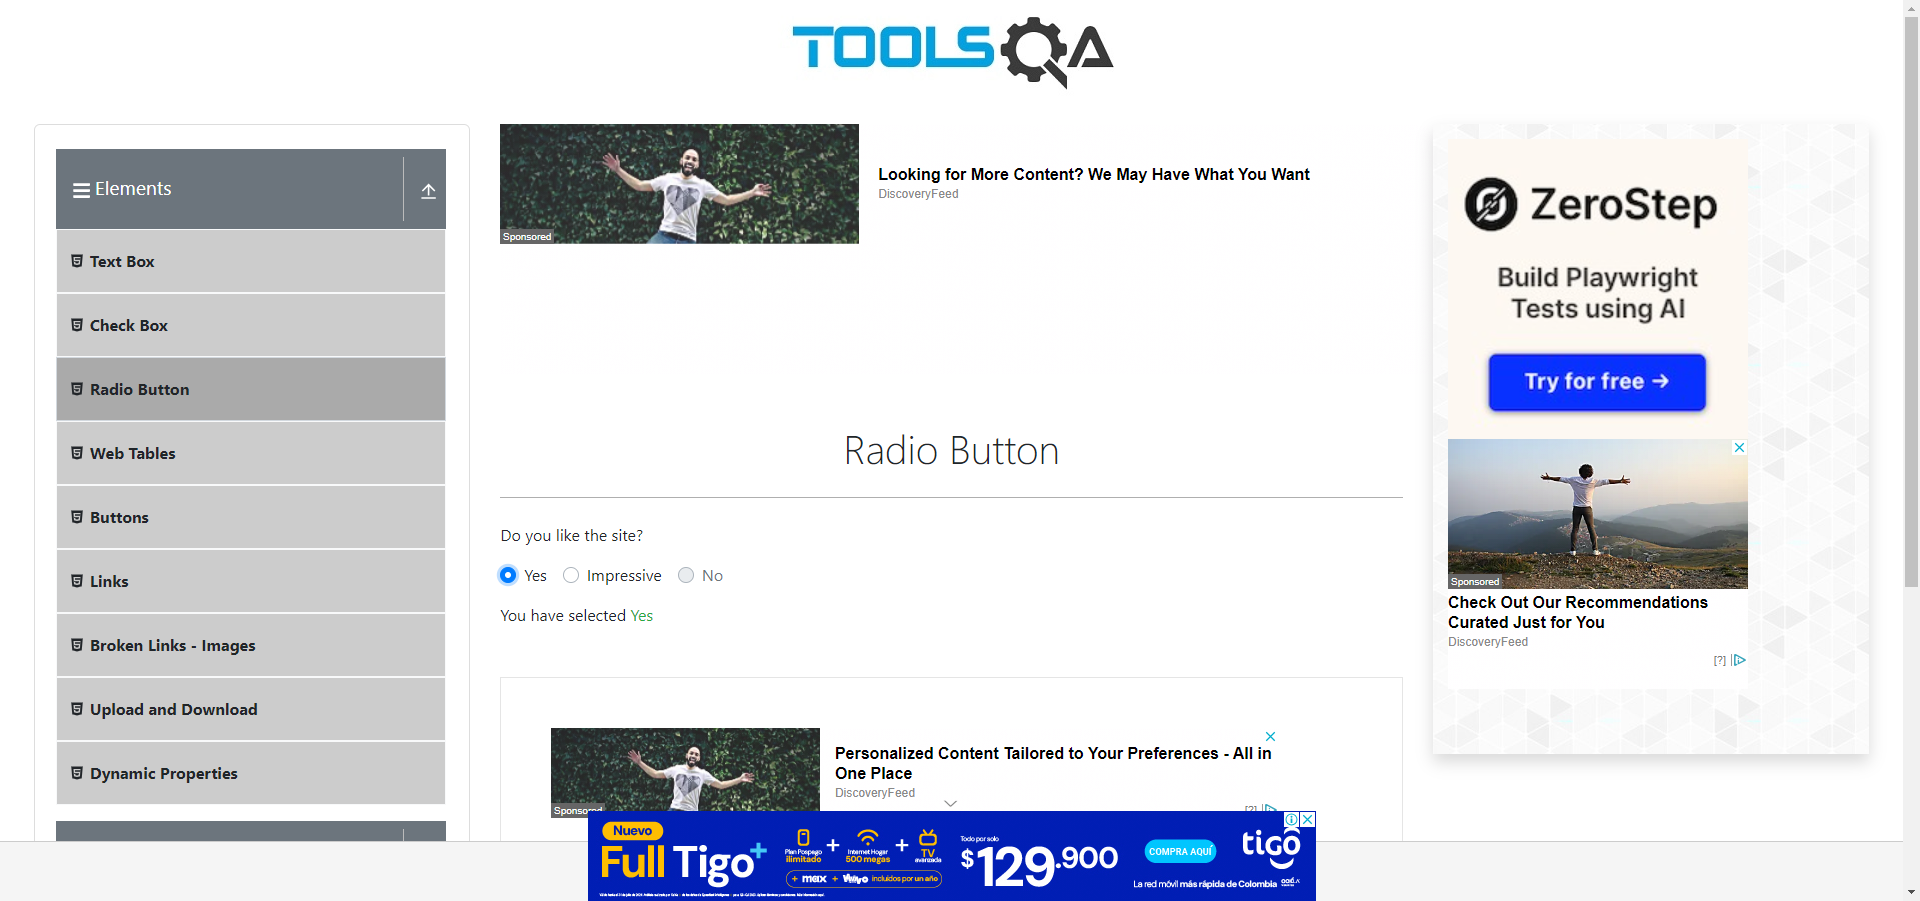 TOOLSQA
Elements
Text Box
Check Box
Radio Button
Web Tables
Buttons
Links
Broken Links - Images
Upload and Download
Dynamic Properties
Sponsored
Looking for More Content? We May Have What You Want
DiscoveryFeed
Radio Button
Do you like the site?
Yes
Impressive
No
You have selected Yes
Sponsored
Personalized Content Tailored to Your Preferences - All in
One Place
DiscoveryFeed
[?]
ZeroStep
Build Playwright
Tests using AI
Try for free →
Sponsored
Check Out Our Recommendations
Curated Just for You
DiscoveryFeed
[?]
Nuevo
Full Tigo+
Plan Pospago
ilimitado
+
Internet Hogar
500 megas
+
TV
avanzada
+ max + Wiiyo incluidos por un año
Todo por solo
$129.900
COMPRA AQUÍ
tigo
La red móvil más rápida de Colombia